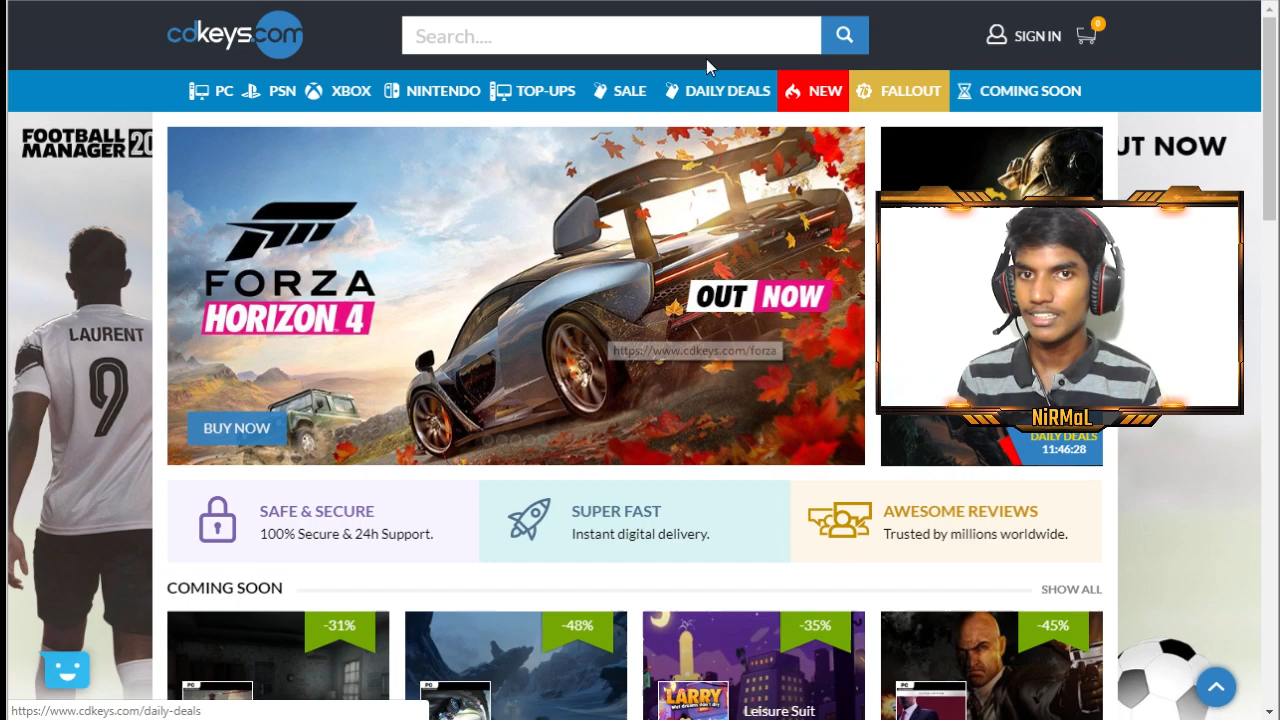 cdkeys.com
Search....
SIGN IN
0
PC
PSN
XBOX
NINTENDO
TOP-UPS
SALE
DAILY DEALS
NEW
76
FALLOUT
COMING SOON
FOOTBALL
MANAGER 20
UT NOW
FORZA
HORIZON 4
OUT NOW
https://www.cdkeys.com/forza
BUY NOW
LAURENT
9
NiRMaL
DAILY DEALS
11:46:28
SAFE & SECURE
100% Secure & 24h Support.
SUPER FAST
Instant digital delivery.
AWESOME REVIEWS
Trusted by millions worldwide.
COMING SOON
SHOW ALL
-31%
-48%
-35%
-45%
PC
PC
LARRY
Leisure Suit
PC
https://www.cdkeys.com/daily-deals